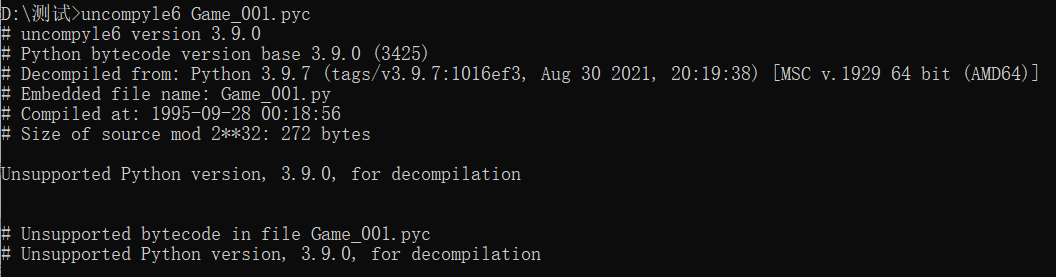 D:\测试>uncompyle6 Game_001.pyc
# uncompyle6 version 3.9.0
# Python bytecode version base 3.9.0 (3425)
# Decompiled from: Python 3.9.7 (tags/v3.9.7:1016ef3, Aug 30 2021, 20:19:38) [MSC v.1929 64 bit (AMD64)]
# Embedded file name: Game_001.py
# Compiled at: 1995-09-28 00:18:56
# Size of source mod 2**32: 272 bytes
Unsupported Python version, 3.9.0, for decompilation
# Unsupported bytecode in file Game_001.pyc
# Unsupported Python version, 3.9.0, for decompilation